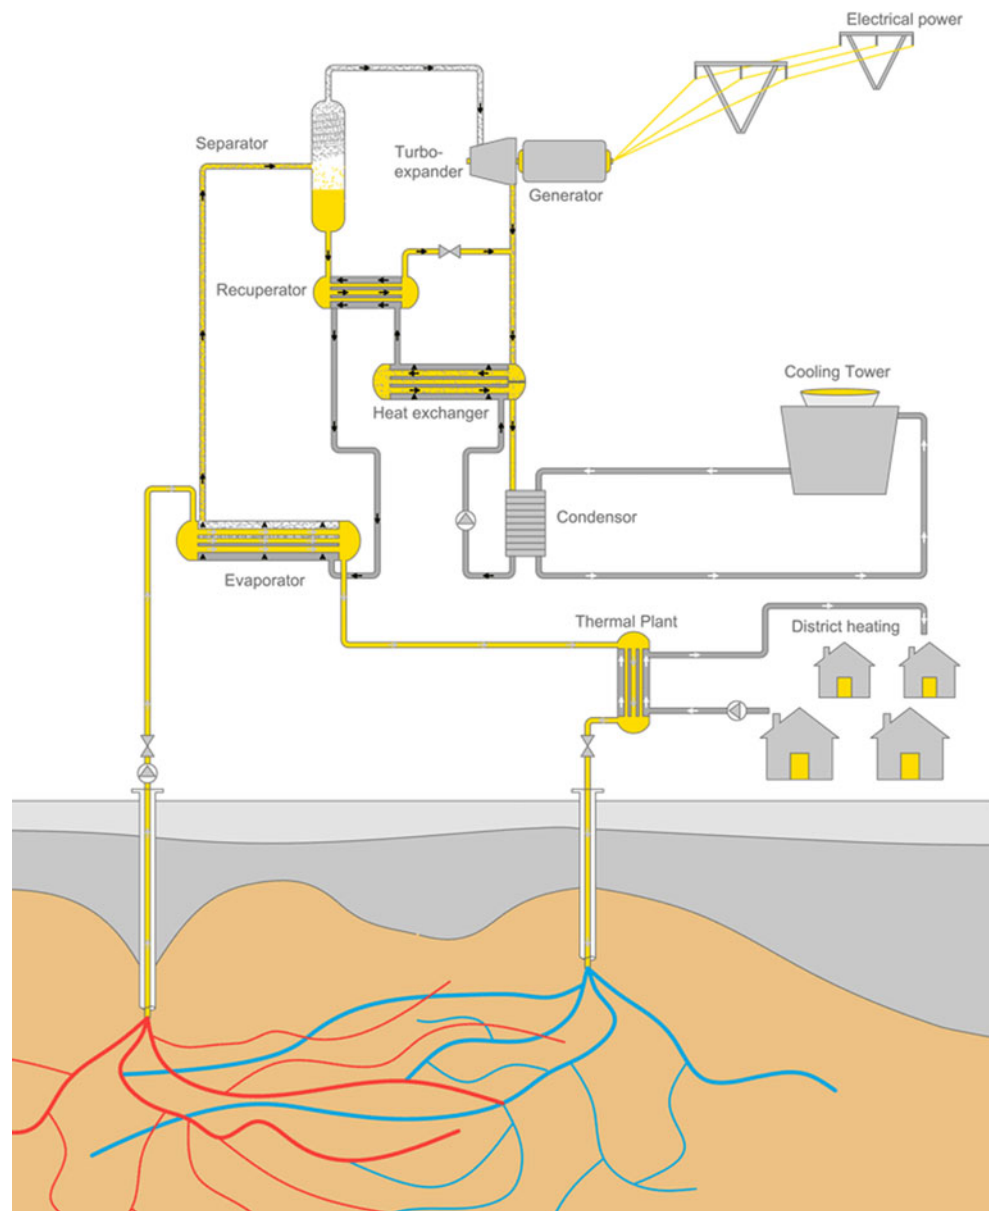 Electrical power
Separator
Turbo-
expander
Generator
Recuperator
Cooling Tower
Heat exchanger
Condensor
Evaporator
Thermal Plant
District heating